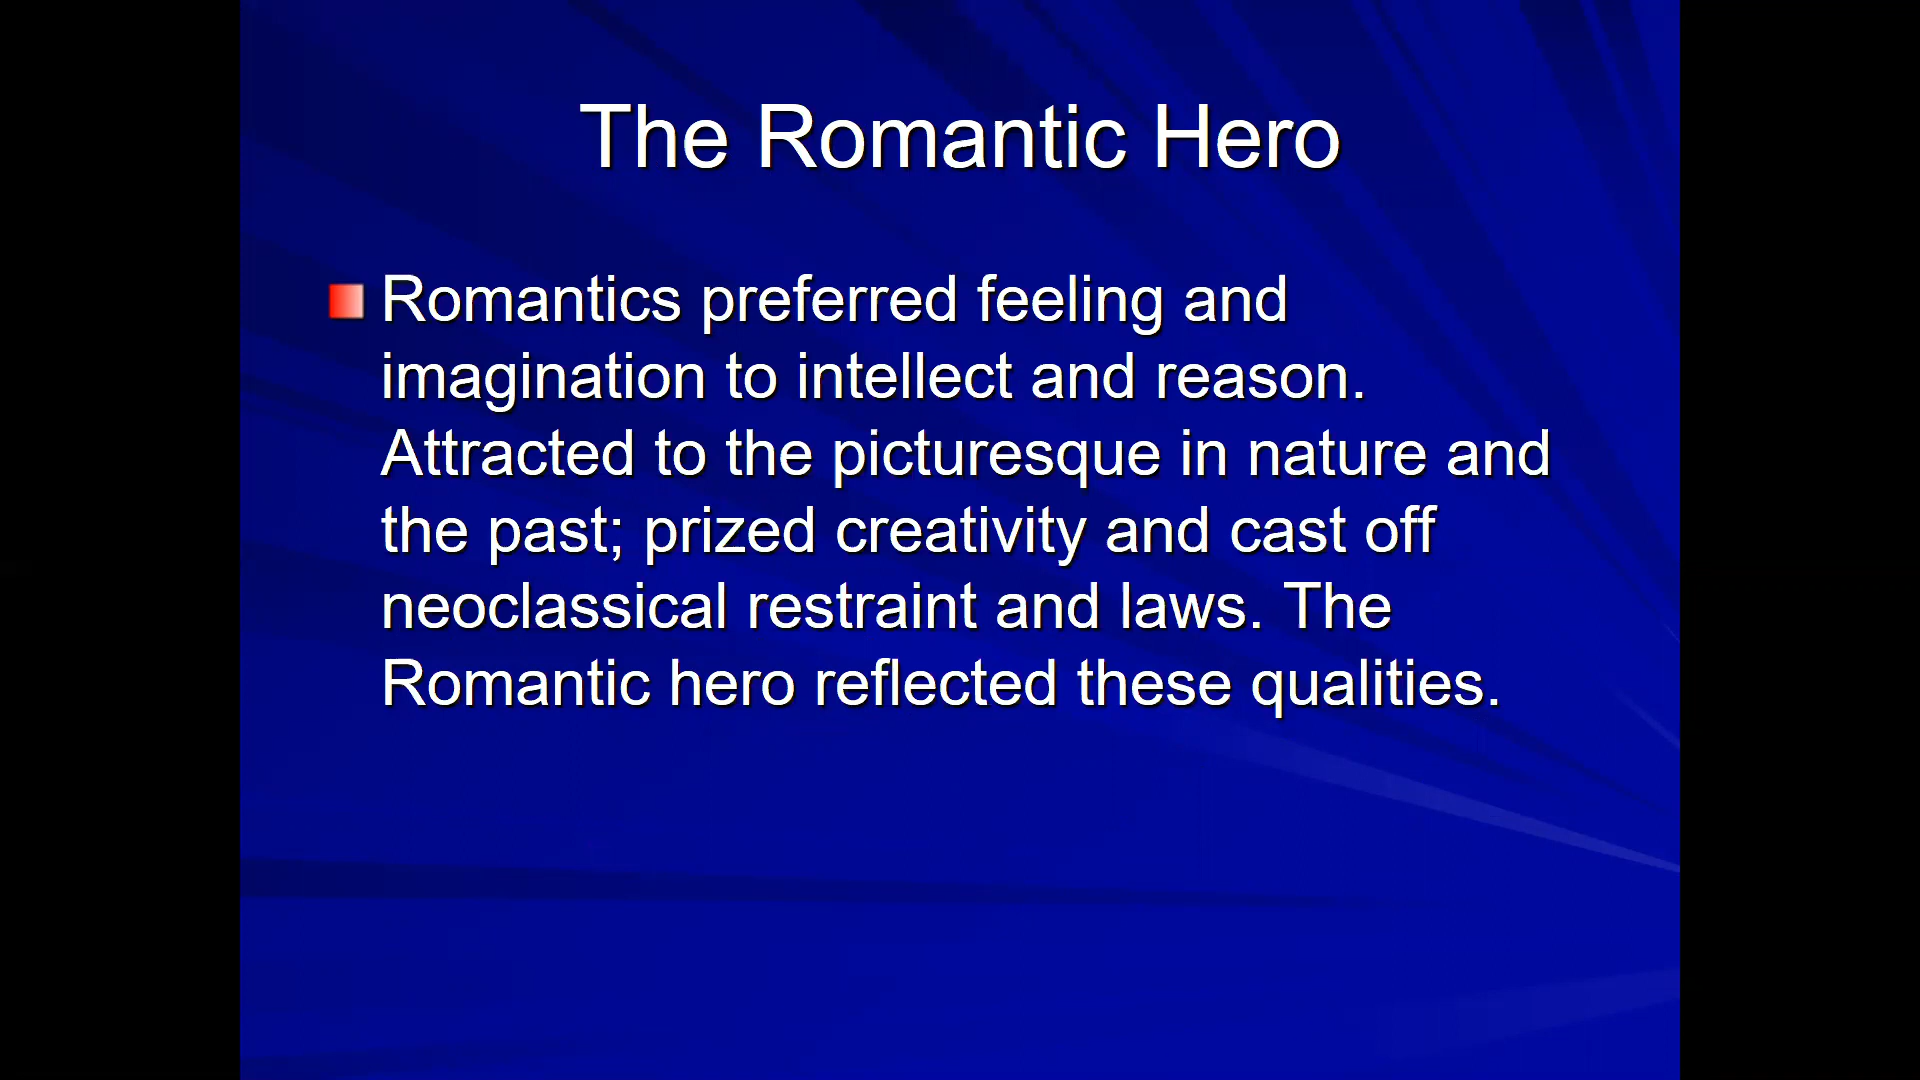 The Romantic Hero
Romantics preferred feeling and
imagination to intellect and reason.
Attracted to the picturesque in nature and
the past; prized creativity and cast off
neoclassical restraint and laws. The
Romantic hero reflected these qualities.